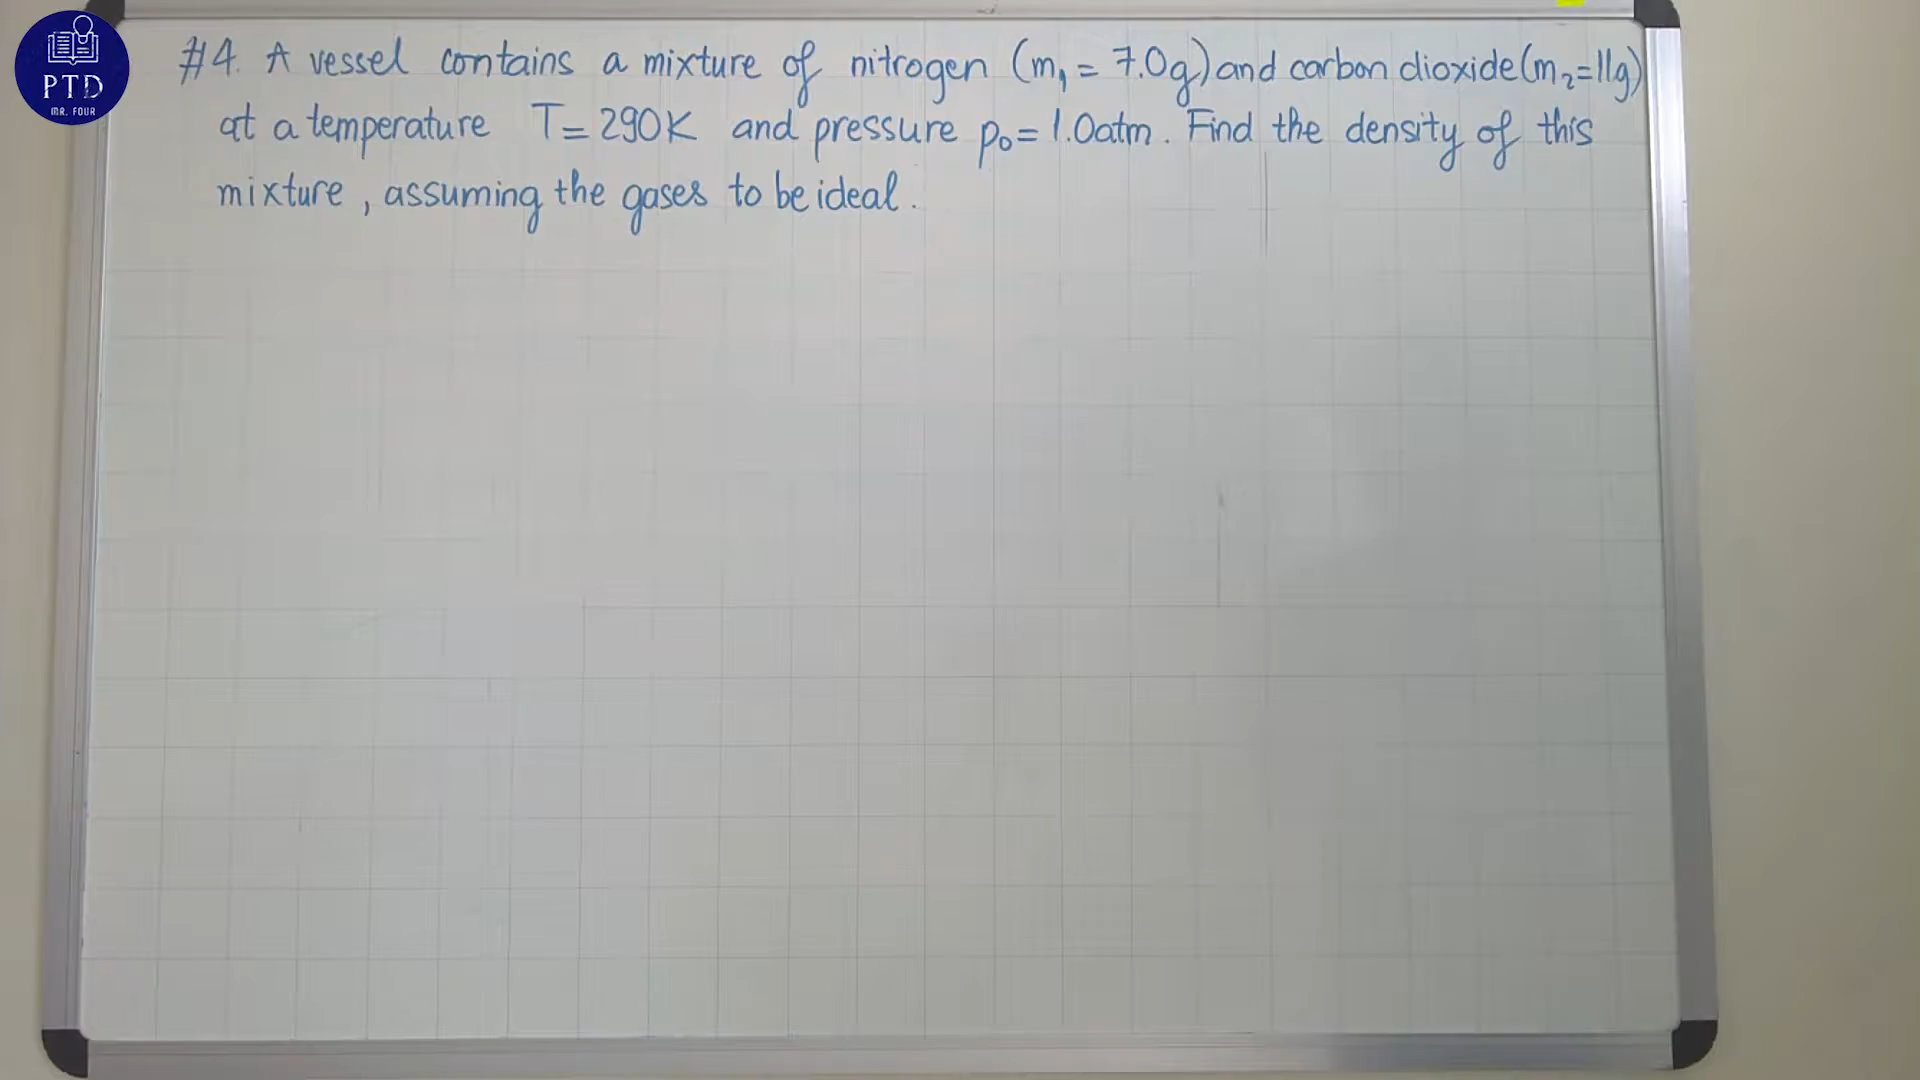 PTD
MR. FOUR
#4. A vessel contains a mixture of nitrogen (m₁ = 7.0g) and carbon dioxide (m₂=11g)
at a temperature T=290K and pressure p₀= 1.0atm. Find the density of this
mixture, assuming the gases to be ideal.